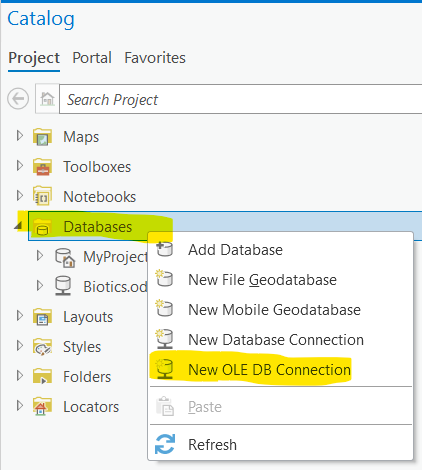 Catalog
Project Portal Favorites
Search Project
Maps
Toolboxes
Notebooks
Databases
MyProject
Biotics.od
Layouts
Styles
Folders
Locators
Add Database
New File Geodatabase
New Mobile Geodatabase
New Database Connection
New OLE DB Connection
Paste
Refresh